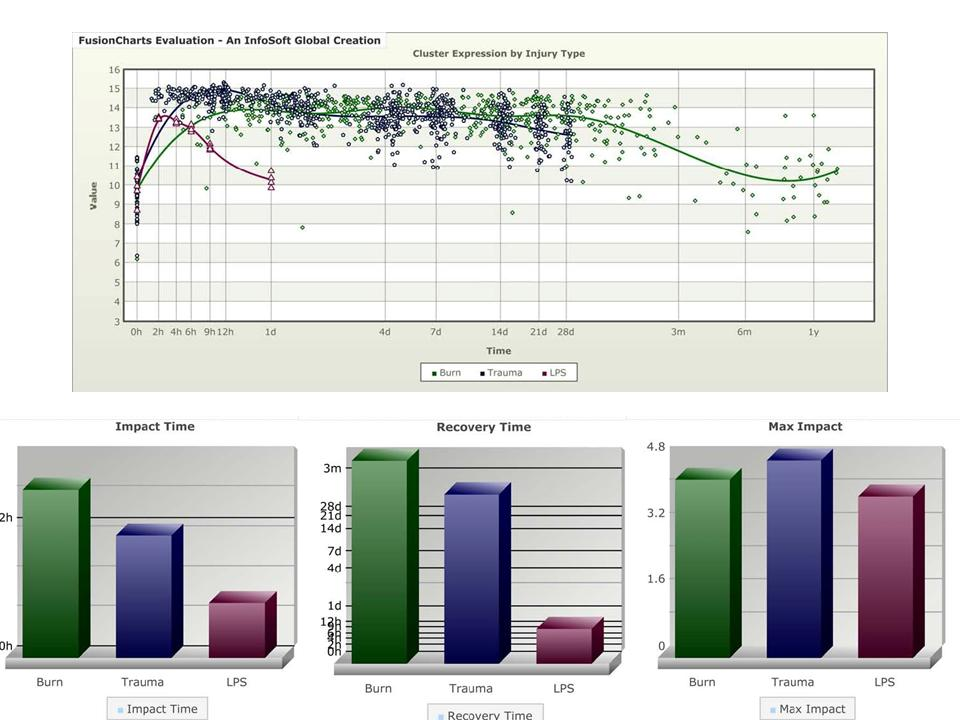 FusionCharts Evaluation - An InfoSoft Global Creation
Cluster Expression by Injury Type
16
15
14
13
12
11
10
9
8
7
6
5
4
3
Value
0h 2h 4h 6h 9h 12h 1d 4d 7d 14d 21d 28d 3m 6m 1y
Time
Burn Trauma LPS
Impact Time
2h
0h
Burn Trauma LPS
Impact Time
Recovery Time
3m
28d
21d
14d
7d
4d
1d
12h
0h
Burn Trauma LPS
Recovery Time
Max Impact
4.8
3.2
1.6
0
Burn Trauma LPS
Max Impact